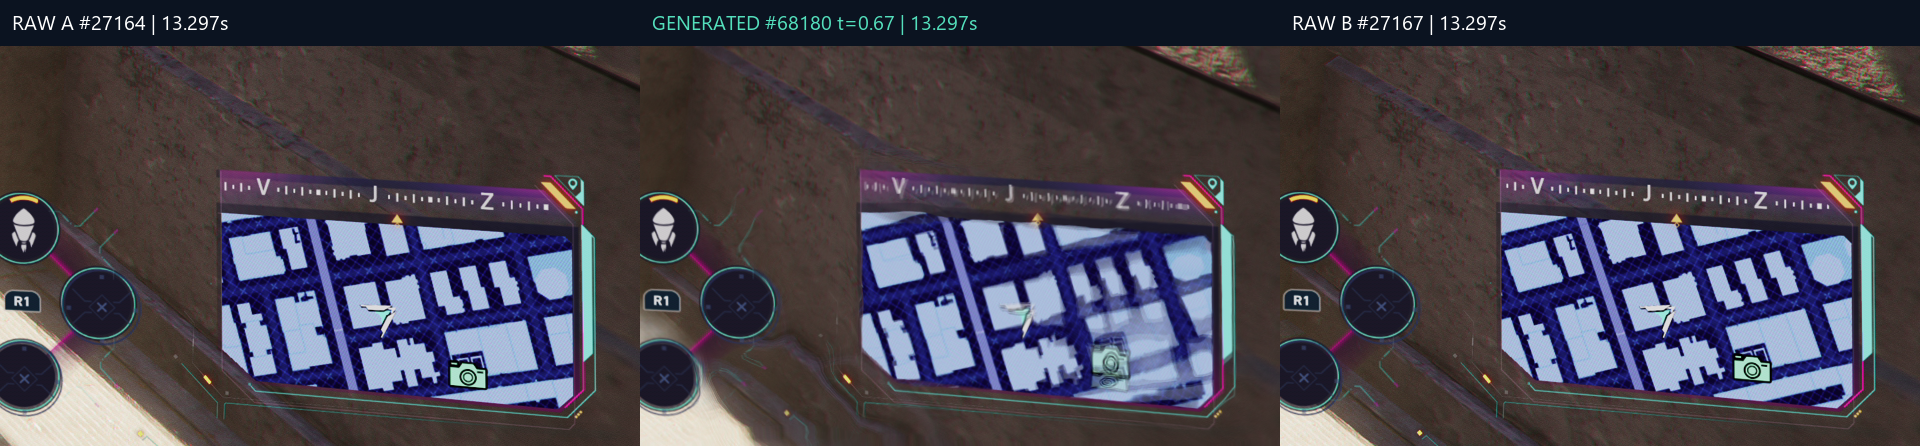 RAW A #27164 | 13.297s
GENERATED #68180 t=0.67 | 13.297s
RAW B #27167 | 13.297s
V J Z
V J Z
V J Z
R1
R1
R1